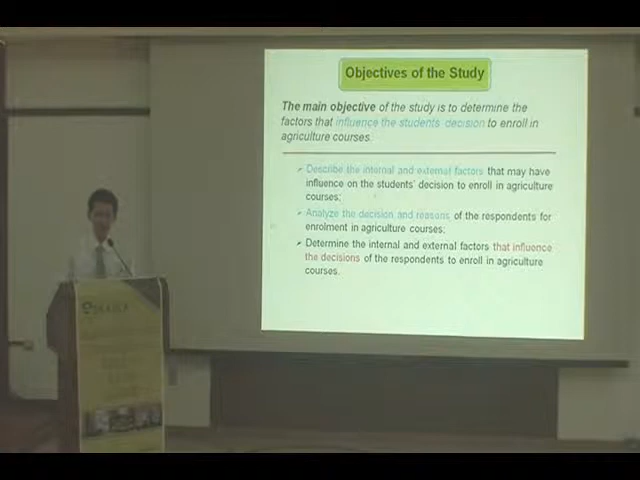 Objectives of the Study
The main objective of the study is to determine the
factors that influence the students' decision to enroll in
agriculture courses.
Describe the internal and external factors that may have
influence on the students' decision to enroll in agriculture
courses;
Analyze the decision and reasons of the respondents for
enrolment in agriculture courses;
Determine the internal and external factors that influence
the decisions of the respondents to enroll in agriculture
courses.